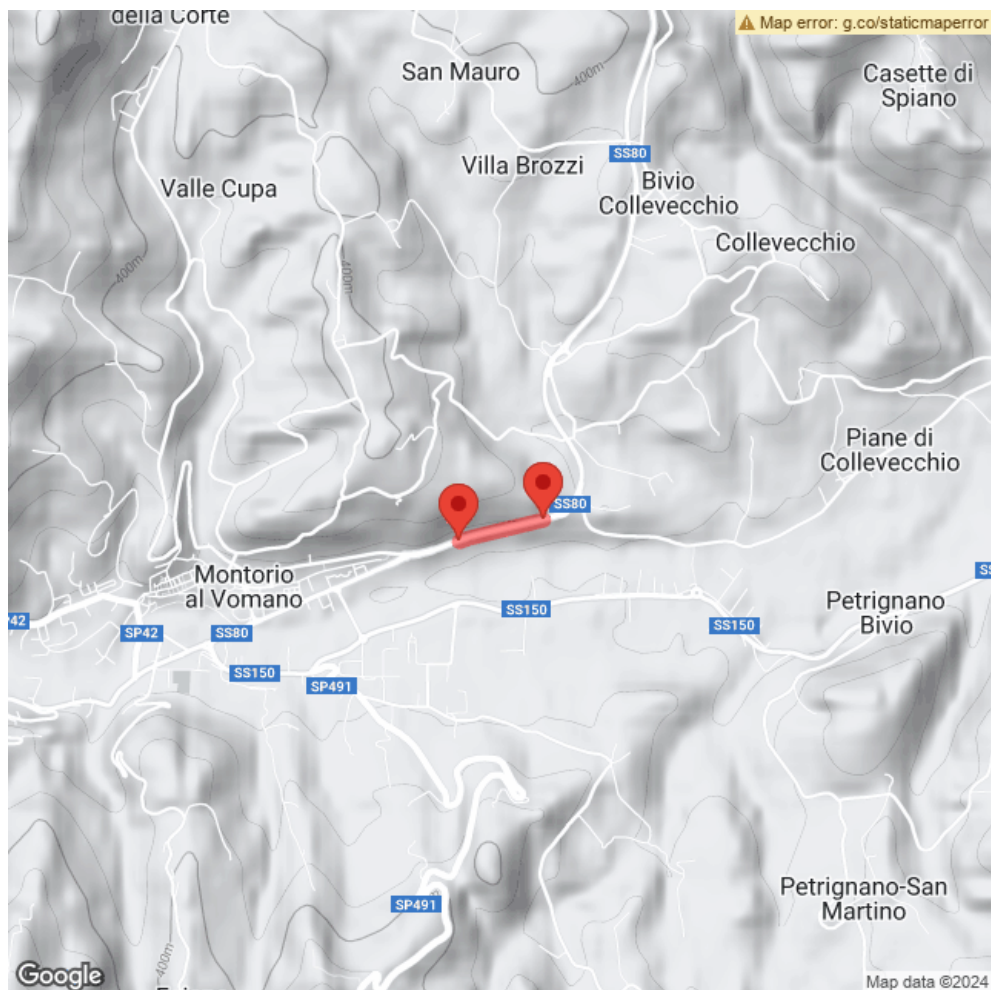 della Corte
Map error: g.co/staticmaperror
San Mauro
400m
Casette di
Spiano
SS80
Villa Brozzi
Valle Cupa
Bivio
Collevecchio
Collevecchio
400m
400m
Piane di
Collevecchio
SS80
Montorio
al Vomano
SS150
Petrignano
Bivio
P42
SP42
SS80
SS150
SS150
SP491
Petrignano-San
Martino
SP491
400m
Google
Map data ©2024